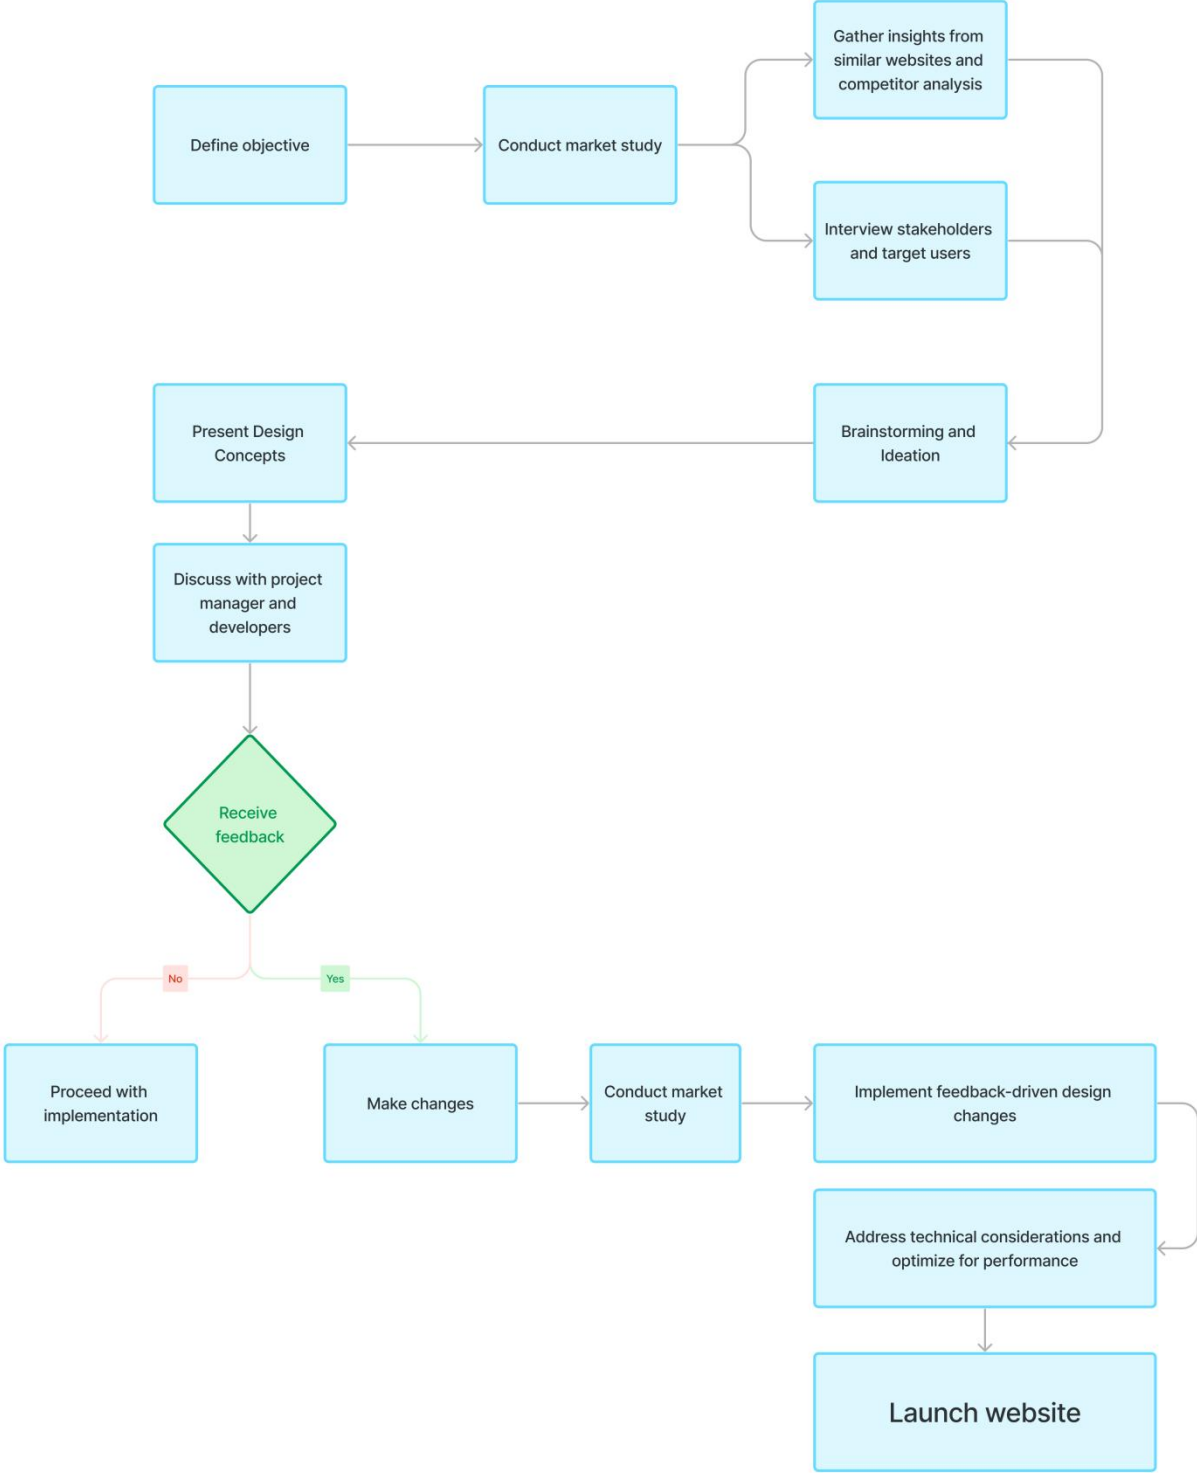 Gather insights from
similar websites and
competitor analysis
Define objective
Conduct market study
Interview stakeholders
and target users
Present Design
Concepts
Brainstorming and
Ideation
Discuss with project
manager and
developers
Receive
feedback
No
Yes
Proceed with
implementation
Make changes
Conduct market
study
Implement feedback-driven design
changes
Address technical considerations and
optimize for performance
Launch website